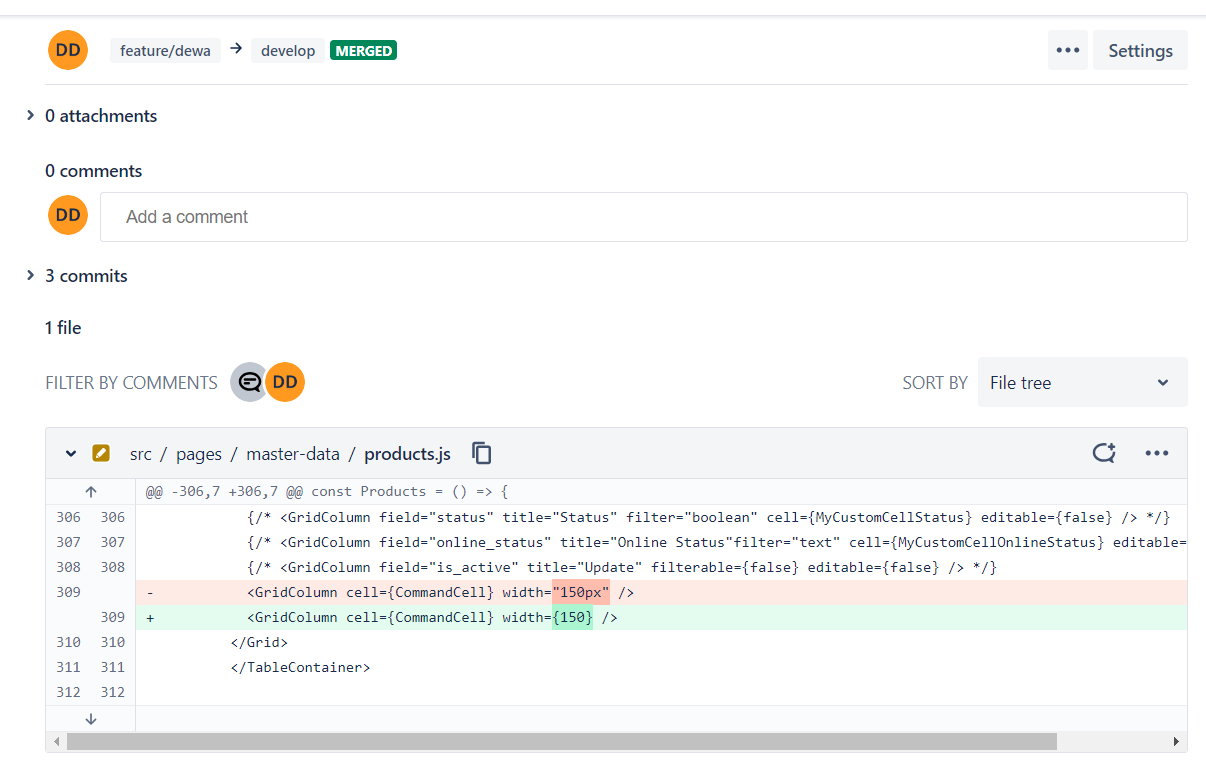 DD feature/dewa → develop MERGED ••• Settings
0 attachments
0 comments
DD Add a comment
3 commits
1 file
FILTER BY COMMENTS DD SORT BY File tree
src / pages / master-data / products.js
@@ -306,7 +306,7 @@ const Products = () => {
306 306 {/* <GridColumn field="status" title="Status" filter="boolean" cell={MyCustomCellStatus} editable={false} /> */}
307 307 {/* <GridColumn field="online_status" title="Online Status"filter="text" cell={MyCustomCellOnlineStatus} editable=
308 308 {/* <GridColumn field="is_active" title="Update" filterable={false} editable={false} /> */}
309 - <GridColumn cell={CommandCell} width="150px" />
309 + <GridColumn cell={CommandCell} width={150} />
310 310 </Grid>
311 311 </TableContainer>
312 312